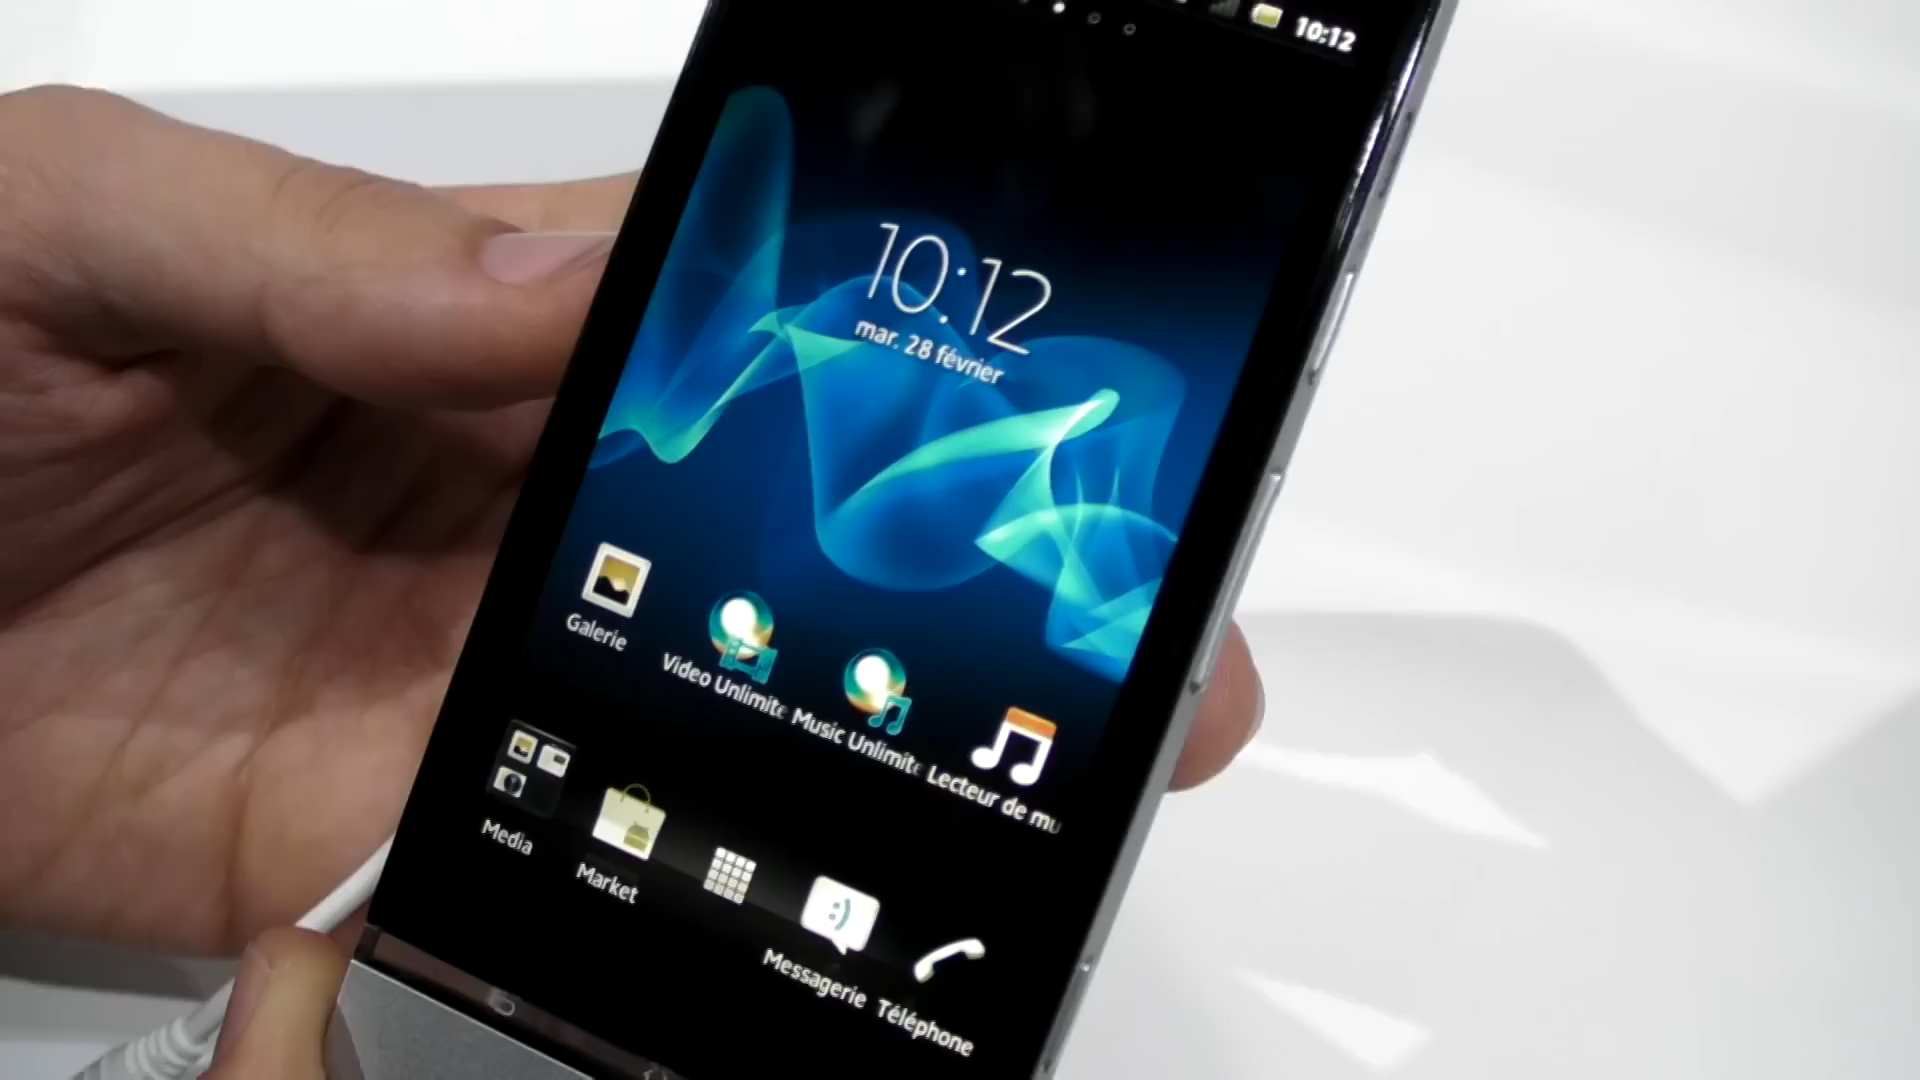 10:12
10:12
mar. 28 février
Galerie
Video Unlimite
Music Unlimite
Lecteur de mu
Media
Market
Messagerie
Téléphone